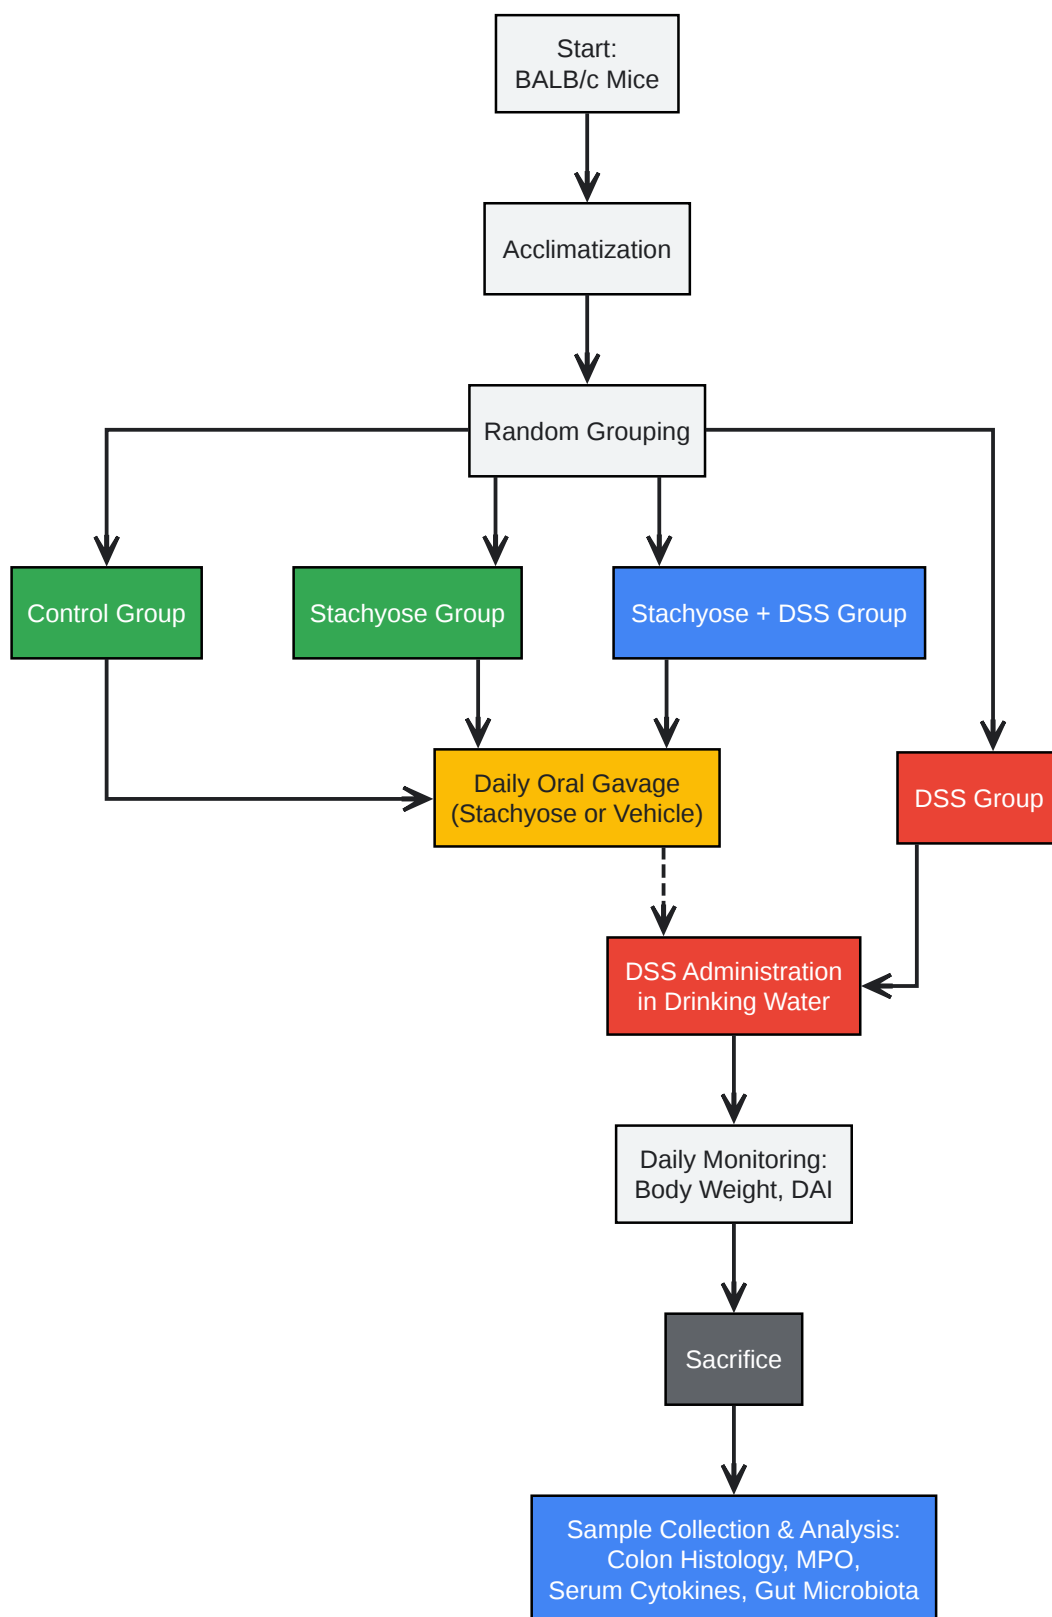 Start:
BALB/c Mice
Acclimatization
Random Grouping
Control Group
Stachyose Group
Stachyose + DSS Group
Daily Oral Gavage
(Stachyose or Vehicle)
DSS Group
DSS Administration
in Drinking Water
Daily Monitoring:
Body Weight, DAI
Sacrifice
Sample Collection & Analysis:
Colon Histology, MPO,
Serum Cytokines, Gut Microbiota